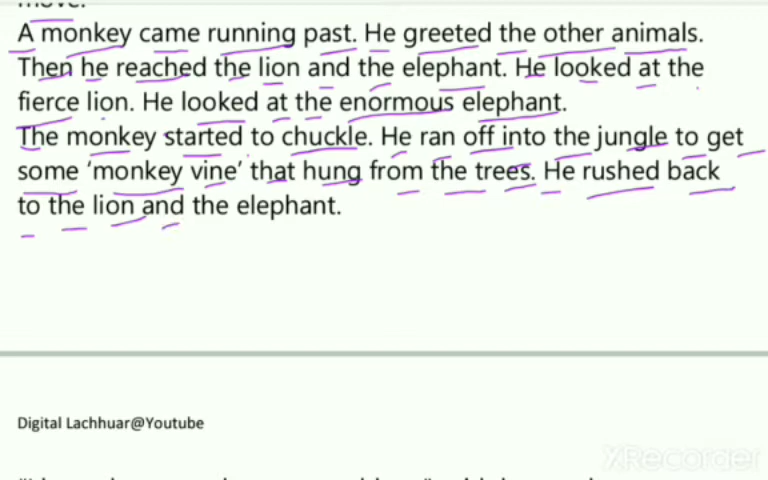 move.
A monkey came running past. He greeted the other animals.
Then he reached the lion and the elephant. He looked at the
fierce lion. He looked at the enormous elephant.
The monkey started to chuckle. He ran off into the jungle to get
some ‘monkey vine’ that hung from the trees. He rushed back
to the lion and the elephant.
Digital Lachhuar@Youtube
XRecorder